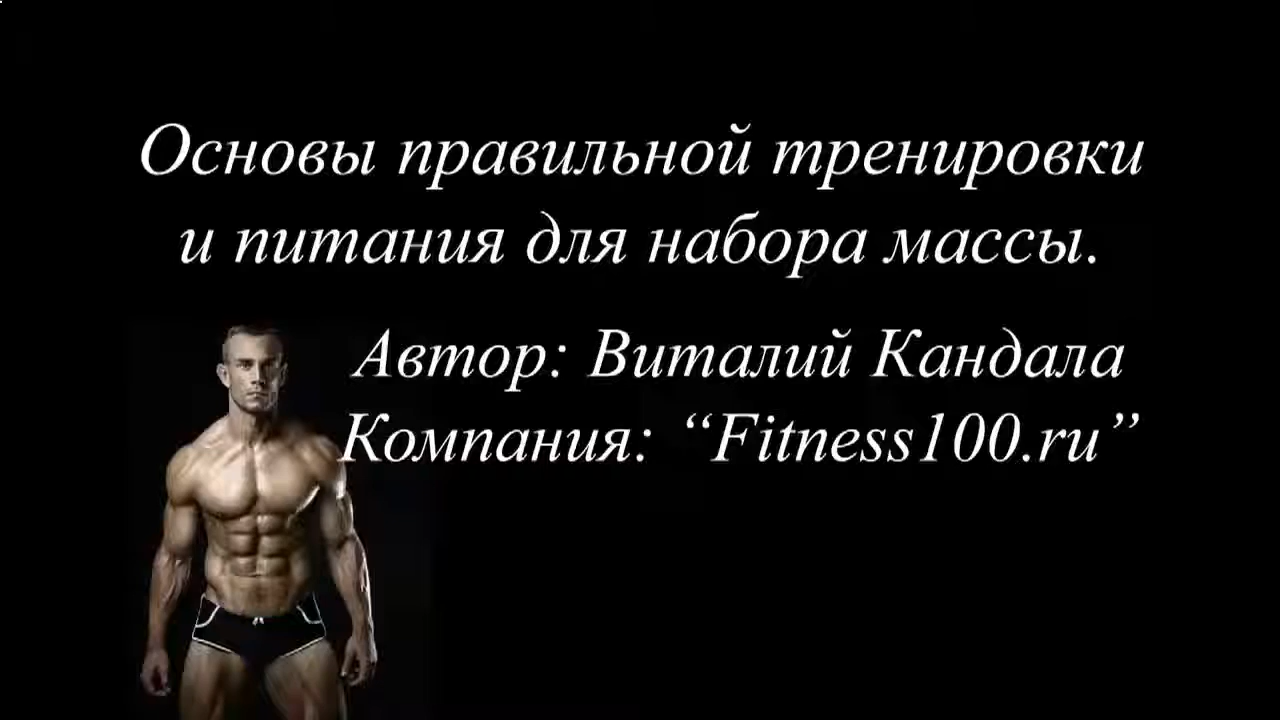 Основы правильной тренировки
и питания для набора массы.
Автор: Виталий Кандала
Компания: “Fitness100.ru”